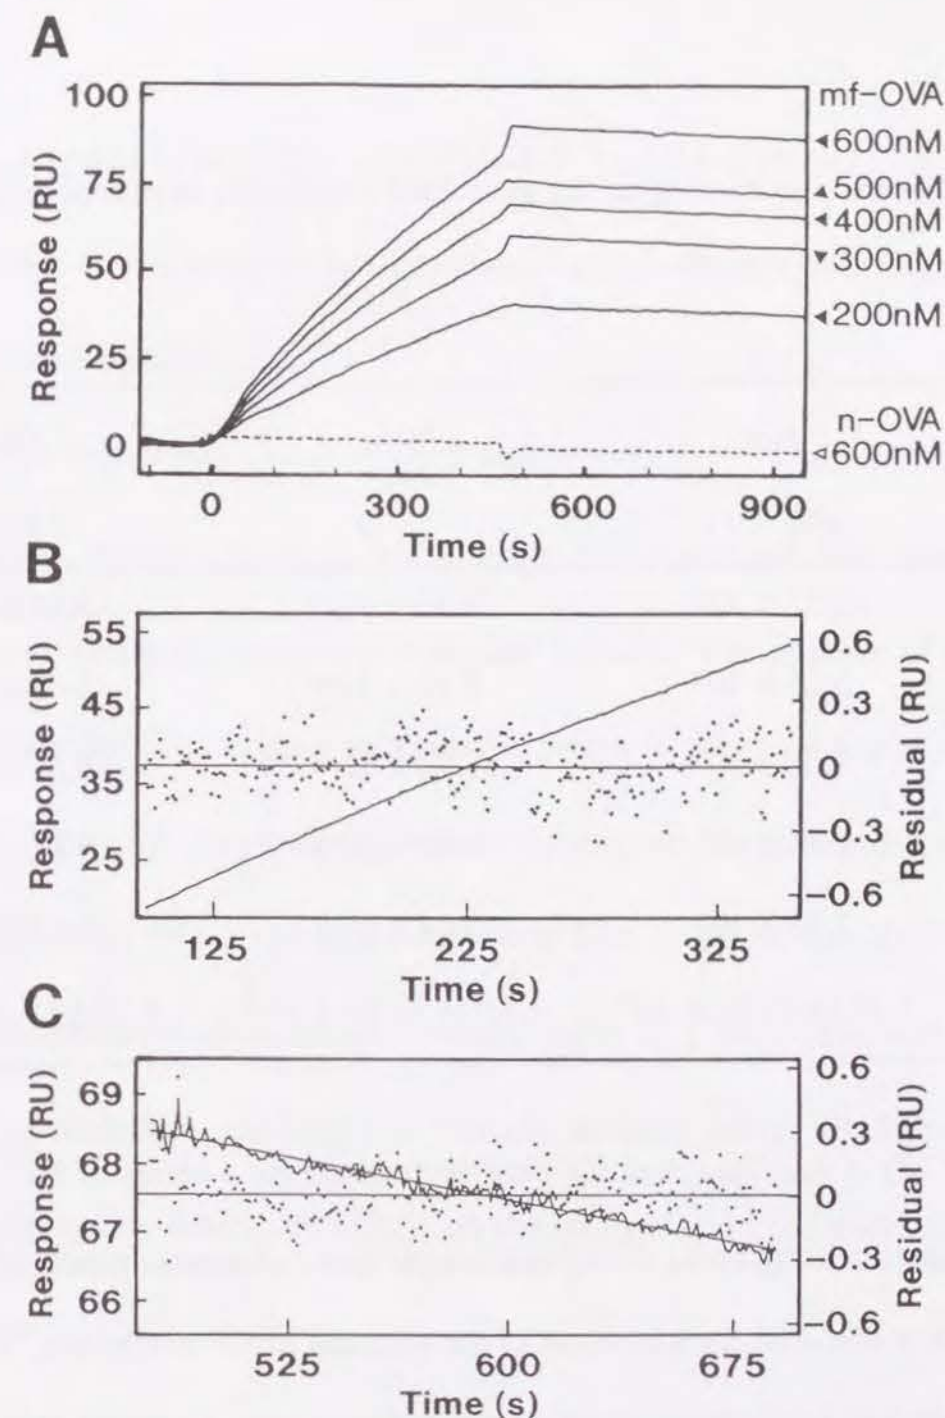 A
mf-OVA
100
75
50
25
0
Response (RU)
◄600nM
▲500nM
◄400nM
▼300nM
◄200nM
n-OVA
◁600nM
0 300 600 900
Time (s)
B
55
45
35
25
Response (RU)
0.6
0.3
0
-0.3
-0.6
Residual (RU)
125 225 325
Time (s)
C
69
68
67
66
Response (RU)
0.6
0.3
0
-0.3
-0.6
Residual (RU)
525 600 675
Time (s)